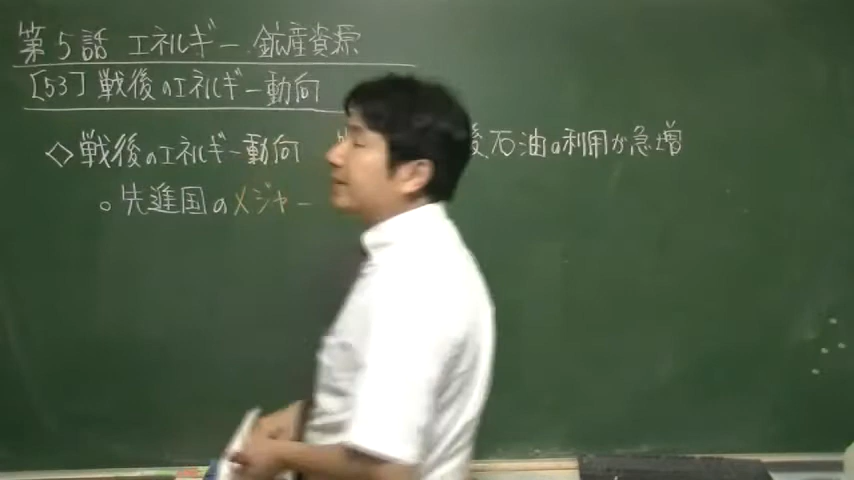 第5話 エネルギー・鉱産資源
[53] 戦後のエネルギー動向
◇戦後のエネルギー動向 後、石油の利用が急増
○先進国のメジャー